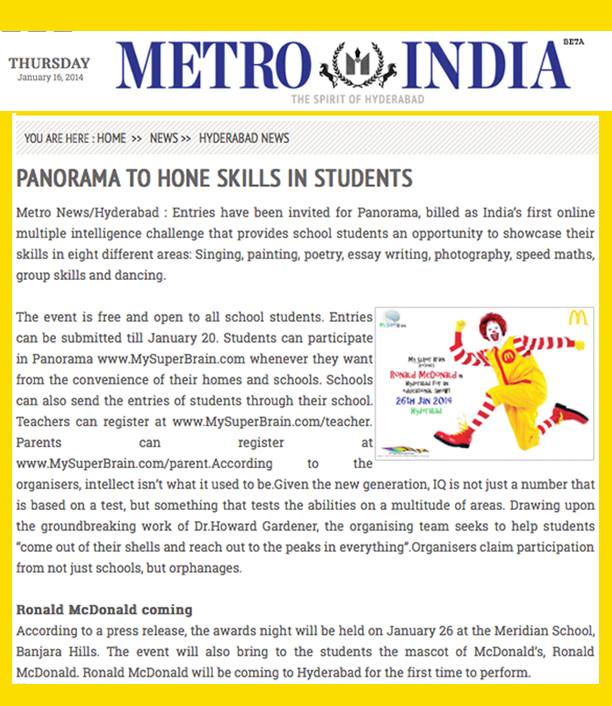 THURSDAY
January 16, 2014
METRO INDIA
BETA
THE SPIRIT OF HYDERABAD
YOU ARE HERE : HOME >> NEWS >> HYDERABAD NEWS
PANORAMA TO HONE SKILLS IN STUDENTS
Metro News/Hyderabad : Entries have been invited for Panorama, billed as India's first online
multiple intelligence challenge that provides school students an opportunity to showcase their
skills in eight different areas: Singing, painting, poetry, essay writing, photography, speed maths,
group skills and dancing.
The event is free and open to all school students. Entries
can be submitted till January 20. Students can participate
in Panorama www.MySuperBrain.com whenever they want
from the convenience of their homes and schools. Schools
can also send the entries of students through their school.
Teachers can register at www.MySuperBrain.com/teacher.
Parents can register at
www.MySuperBrain.com/parent.According to the
My Super Brain
Ronald McDonald in
Hyderabad for an
educational show!!
26th Jan 2014
Hyderabad
organisers, intellect isn't what it used to be.Given the new generation, IQ is not just a number that
is based on a test, but something that tests the abilities on a multitude of areas. Drawing upon
the groundbreaking work of Dr.Howard Gardener, the organising team seeks to help students
"come out of their shells and reach out to the peaks in everything".Organisers claim participation
from not just schools, but orphanages.
Ronald McDonald coming
According to a press release, the awards night will be held on January 26 at the Meridian School,
Banjara Hills. The event will also bring to the students the mascot of McDonald's, Ronald
McDonald. Ronald McDonald will be coming to Hyderabad for the first time to perform.